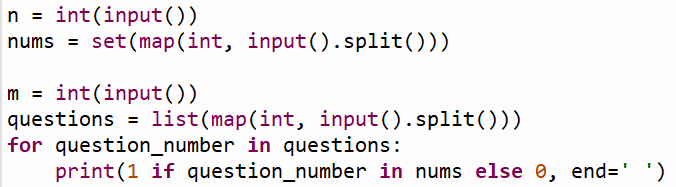 n = int(input())
nums = set(map(int, input().split()))

m = int(input())
questions = list(map(int, input().split()))
for question_number in questions:
    print(1 if question_number in nums else 0, end=' ')